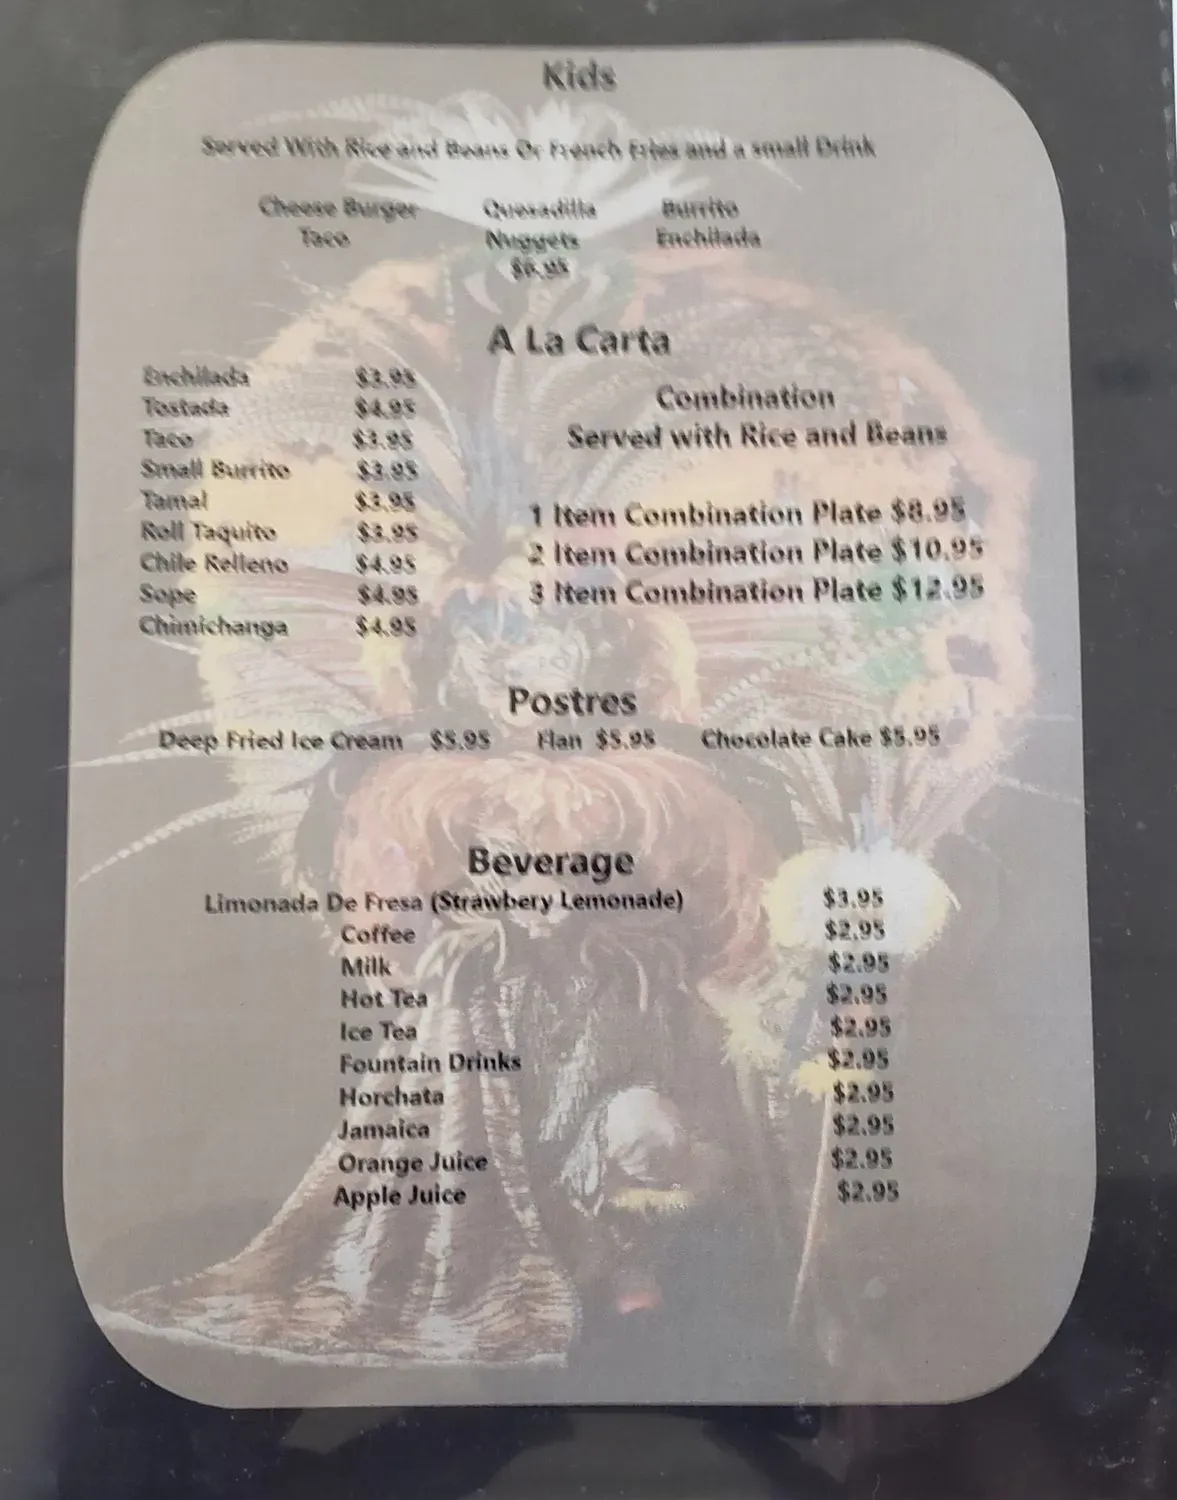 Kids
Served With Rice and Beans Or French Fries and a small Drink
Cheese Burger Quesadilla Burrito
Taco Nuggets Enchilada
$6.95
A La Carta
Enchilada $3.95
Tostada $4.95
Taco $3.95
Small Burrito $3.95
Tamal $3.95
Roll Taquito $3.95
Chile Relleno $4.95
Sope $4.95
Chimichanga $4.95
Combination
Served with Rice and Beans
1 Item Combination Plate $8.95
2 Item Combination Plate $10.95
3 Item Combination Plate $12.95
Postres
Deep Fried Ice Cream $5.95 Flan $5.95 Chocolate Cake $5.95
Beverage
Limonada De Fresa (Strawbery Lemonade) $3.95
Coffee $2.95
Milk $2.95
Hot Tea $2.95
Ice Tea $2.95
Fountain Drinks $2.95
Horchata $2.95
Jamaica $2.95
Orange Juice $2.95
Apple Juice $2.95